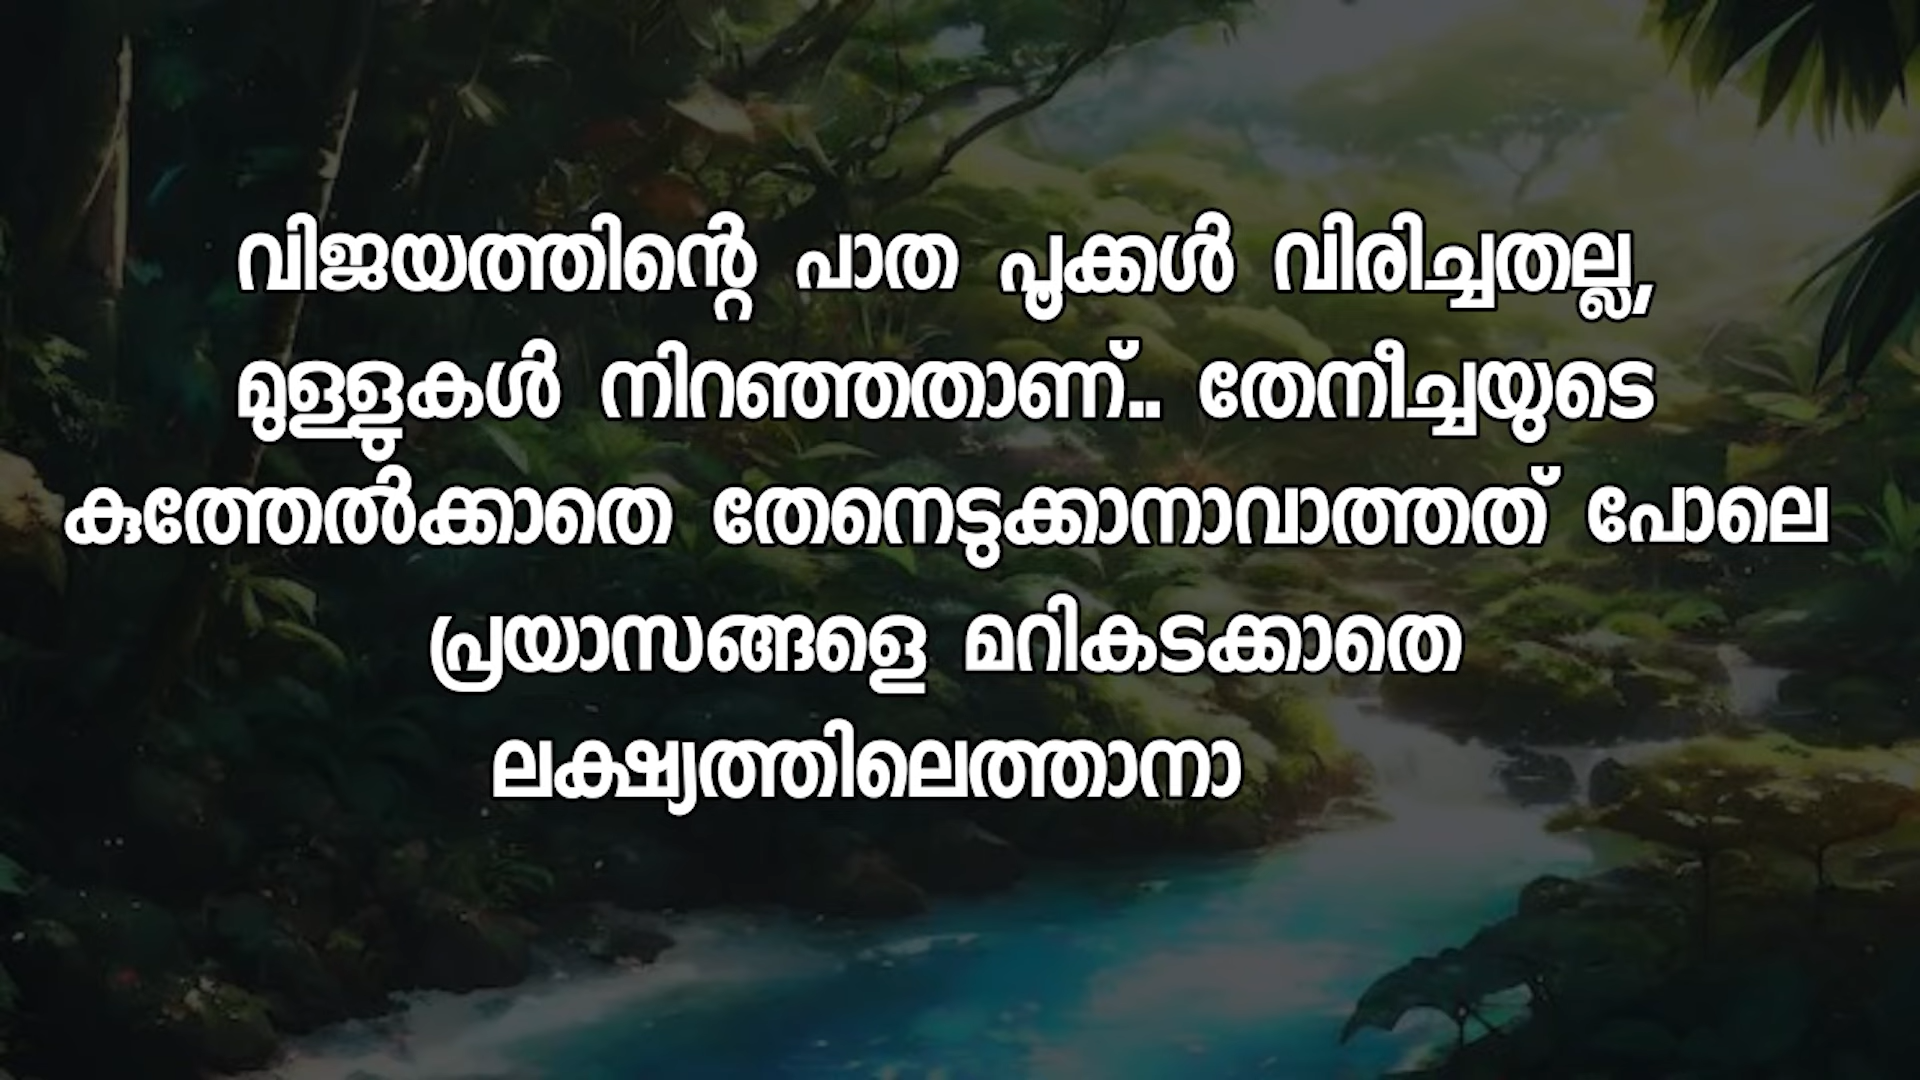 വിജയത്തിന്റെ പാത പൂക്കൾ വിരിച്ചതല്ല,
മുള്ളുകൾ നിറഞ്ഞതാണ്.. തേനീച്ചയുടെ
കുത്തേൽക്കാതെ തേനെടുക്കാനാവാത്തത് പോലെ
പ്രയാസങ്ങളെ മറികടക്കാതെ
ലക്ഷ്യത്തിലെത്താനാ